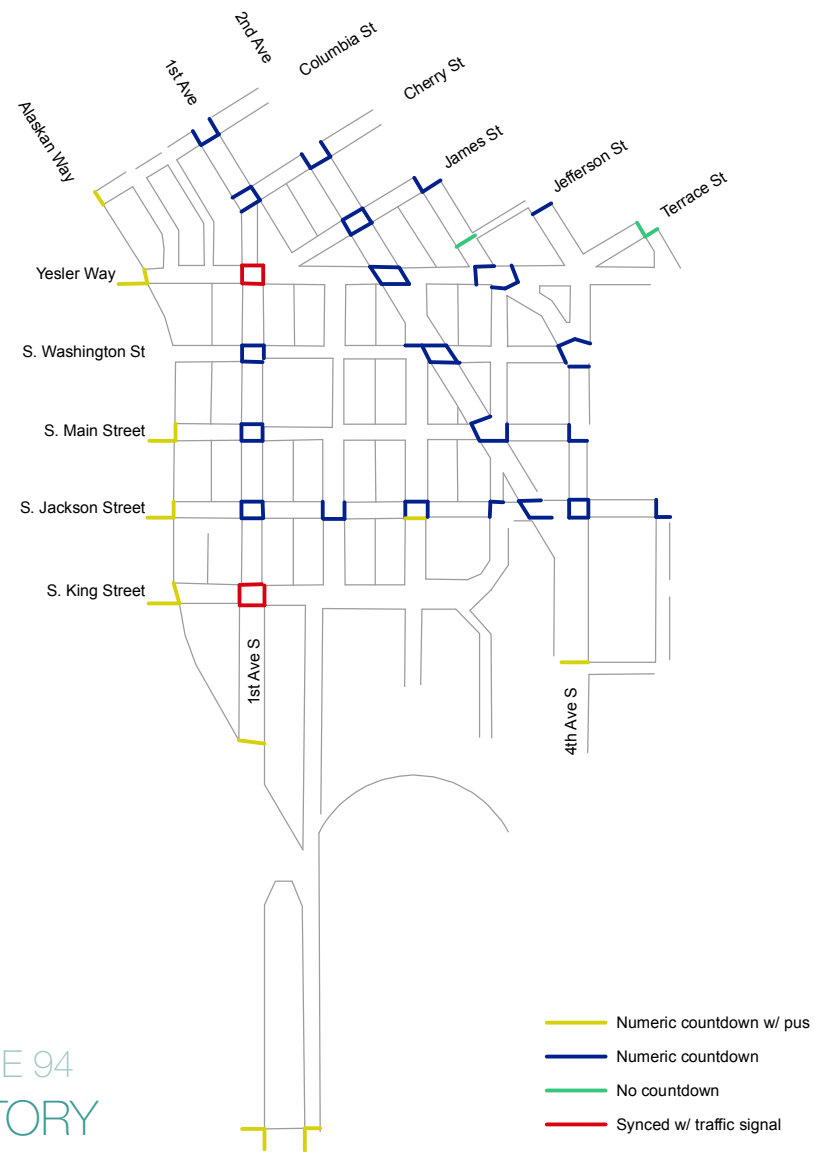 2nd Ave
Columbia St
1st Ave
Cherry St
Alaskan Way
James St
Jefferson St
Terrace St
Yesler Way
S. Washington St
S. Main Street
S. Jackson Street
S. King Street
1st Ave S
4th Ave S
Numeric countdown w/ pus
Numeric countdown
No countdown
Synced w/ traffic signal
E 94
TORY